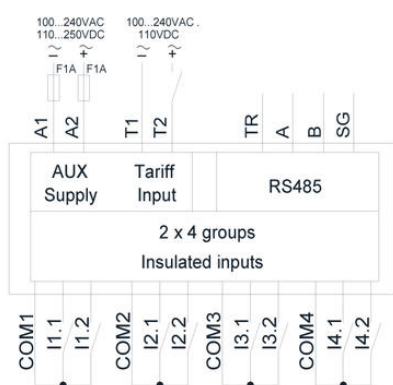 100...240VAC 100...240VAC .
110...250VDC 110VDC
~ ~ ~ ~
− + − +
F1A F1A
A1 A2 T1 T2 TR A B SG
AUX Supply
Tariff Input
RS485
2 x 4 groups
Insulated inputs
COM1 I1.1 I1.2 COM2 I2.1 I2.2 COM3 I3.1 I3.2 COM4 I4.1 I4.2